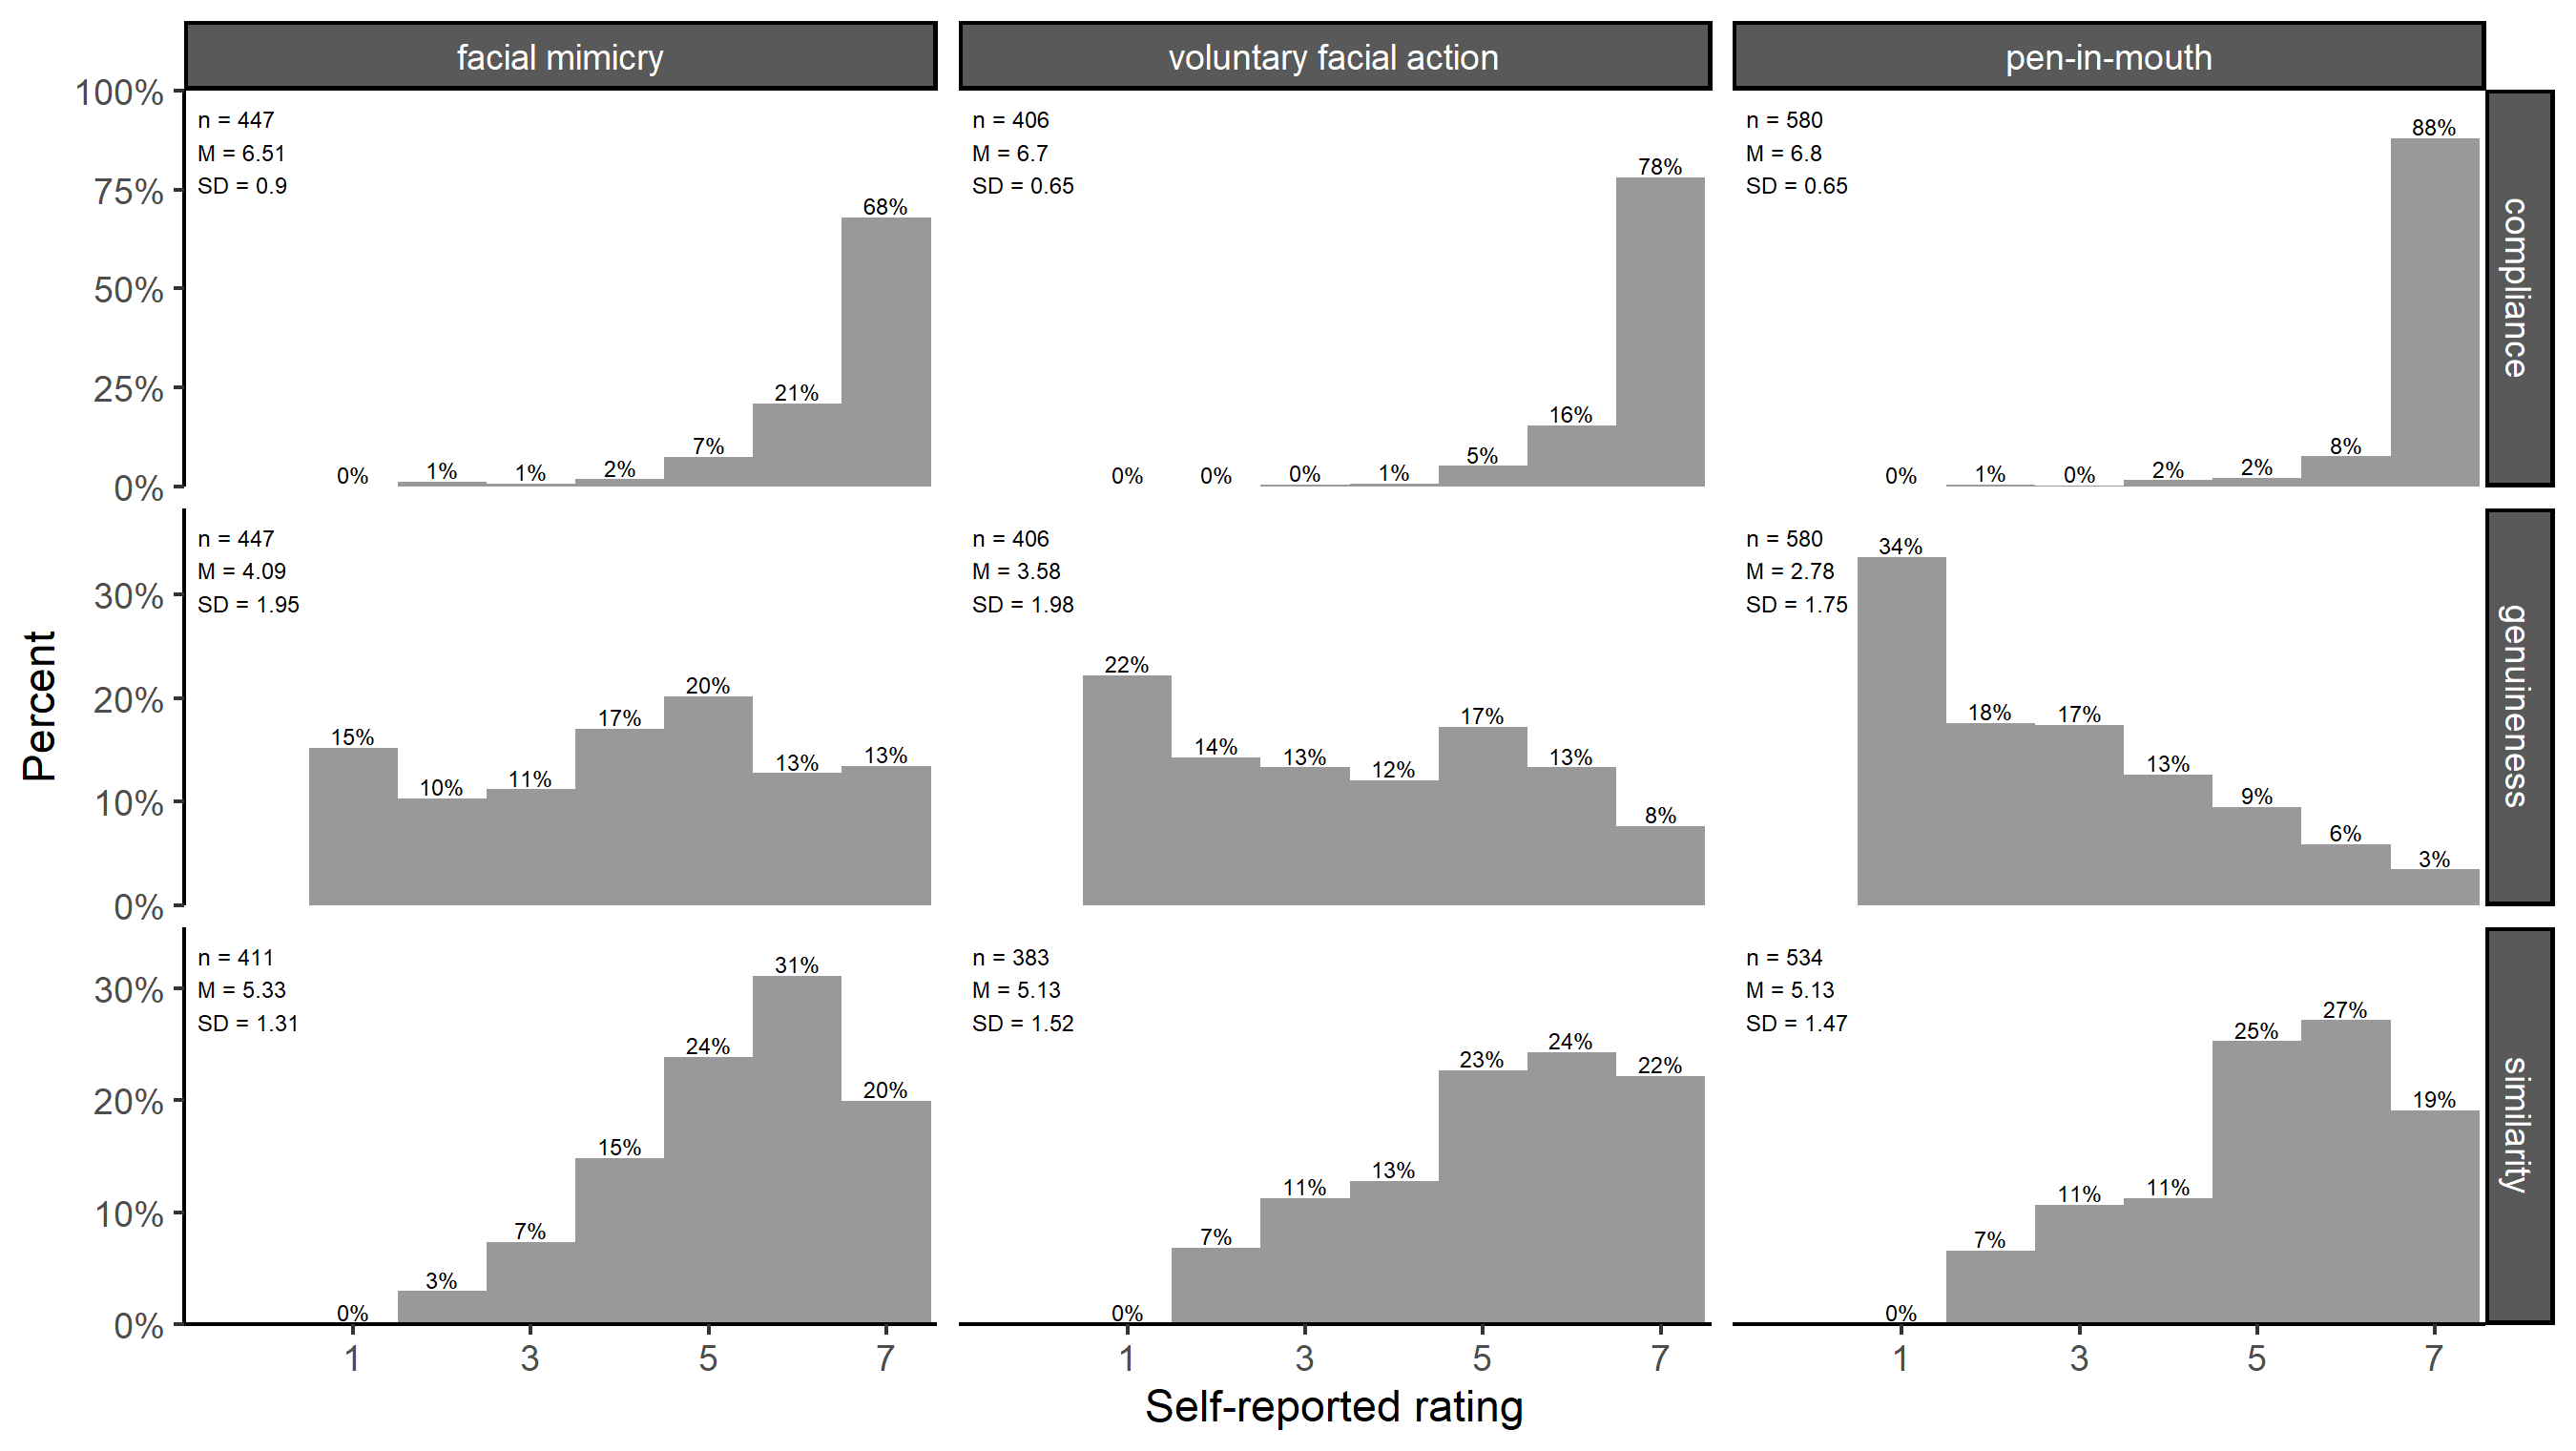 facial mimicry
voluntary facial action
pen-in-mouth
100%
75%
50%
25%
0%
n = 447
M = 6.51
SD = 0.9
0%
1%
1%
2%
7%
21%
68%
n = 406
M = 6.7
SD = 0.65
0%
0%
0%
1%
5%
16%
78%
n = 580
M = 6.8
SD = 0.65
0%
1%
0%
2%
2%
8%
88%
compliance
Percent
30%
20%
10%
0%
n = 447
M = 4.09
SD = 1.95
15%
10%
11%
17%
20%
13%
13%
n = 406
M = 3.58
SD = 1.98
22%
14%
13%
12%
17%
13%
8%
n = 580
M = 2.78
SD = 1.75
34%
18%
17%
13%
9%
6%
3%
genuineness
30%
20%
10%
0%
n = 411
M = 5.33
SD = 1.31
0%
3%
7%
15%
24%
31%
20%
n = 383
M = 5.13
SD = 1.52
0%
7%
11%
13%
23%
24%
22%
n = 534
M = 5.13
SD = 1.47
0%
7%
11%
11%
25%
27%
19%
similarity
1 3 5 7
1 3 5 7
1 3 5 7
Self-reported rating